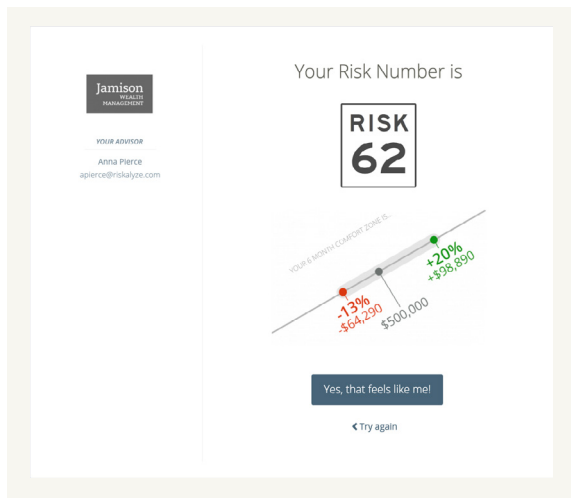 Jamison
WEALTH
MANAGEMENT
YOUR ADVISOR
Anna Pierce
apierce@riskalyze.com
Your Risk Number is
RISK
62
YOUR 6 MONTH COMFORT ZONE IS...
+20%
+$98,890
-13%
-$64,290
$500,000
Yes, that feels like me!
Try again